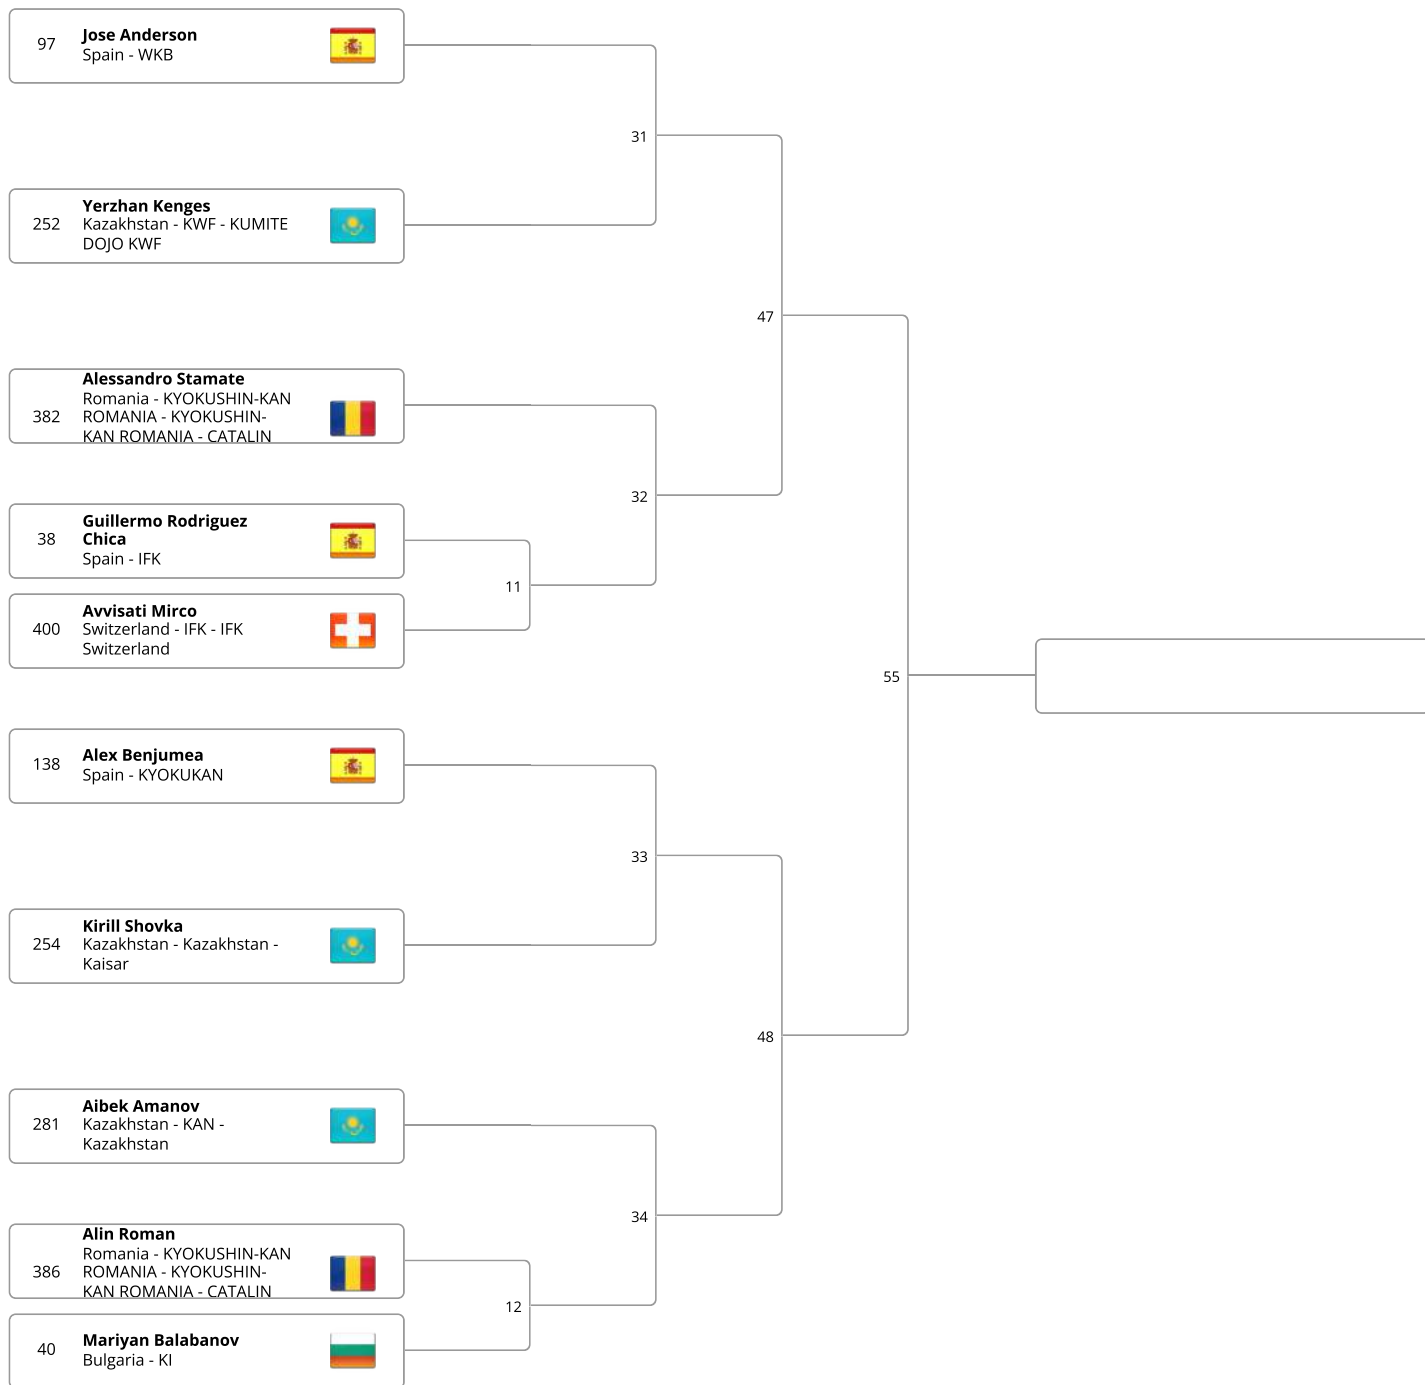 97
Jose Anderson
Spain - WKB
31
252
Yerzhan Kenges
Kazakhstan - KWF - KUMITE
DOJO KWF
47
382
Alessandro Stamate
Romania - KYOKUSHIN-KAN
ROMANIA - KYOKUSHIN-
KAN ROMANIA - CATALIN
32
38
Guillermo Rodriguez
Chica
Spain - IFK
11
400
Avvisati Mirco
Switzerland - IFK - IFK
Switzerland
55
138
Alex Benjumea
Spain - KYOKUKAN
33
254
Kirill Shovka
Kazakhstan - Kazakhstan -
Kaisar
48
281
Aibek Amanov
Kazakhstan - KAN -
Kazakhstan
34
386
Alin Roman
Romania - KYOKUSHIN-KAN
ROMANIA - KYOKUSHIN-
KAN ROMANIA - CATALIN
12
40
Mariyan Balabanov
Bulgaria - KI